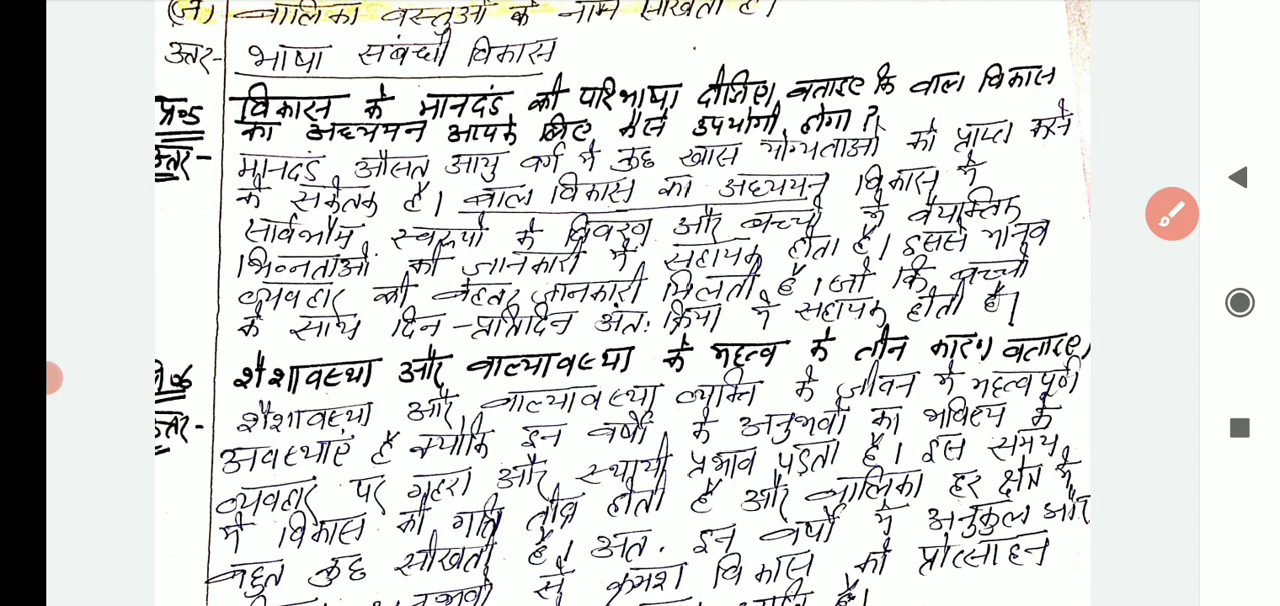 (ज) बालिका वस्तुओं के नाम सीखती है।
उत्तर- भाषा संबंधी विकास
प्र०5 विकास के मानदंड की परिभाषा दीजिए। बताइए कि बाल विकास
का अध्ययन आपके लिए कैसे उपयोगी होगा?
उत्तर- मानदंड औसत आयु वर्ग में कुछ खास योग्यताओं को प्राप्त करने
के संकेतक है। बाल विकास का अध्ययन विकास में
सार्वभौम स्वरूपों के विवरण और बच्चों में वैयक्तिक
भिन्नताओं की जानकारी में सहायक होता है। इससे मानव
व्यवहार की बेहतर जानकारी मिलती है। जो कि बच्चों
के साथ दिन-प्रतिदिन अंतः क्रिया में सहायक होती है।
शैशावस्था और बाल्यावस्था के महत्व के तीन कारण बताइए।
उत्तर- शैशावस्था और बाल्यावस्था व्यक्ति के जीवन में महत्वपूर्ण
अवस्थाएं हैं क्योंकि इन वर्षों के अनुभवों का भविष्य के
व्यवहार पर गहरा और स्थायी प्रभाव पड़ता है। इस समय
में विकास की गति तीव्र होती है और बालिका हर क्षेत्र में
बहुत कुछ सीखती है। अत. इन वर्षों में अनुकुल और
से क्रमश विकास को प्रोत्साहन
है।